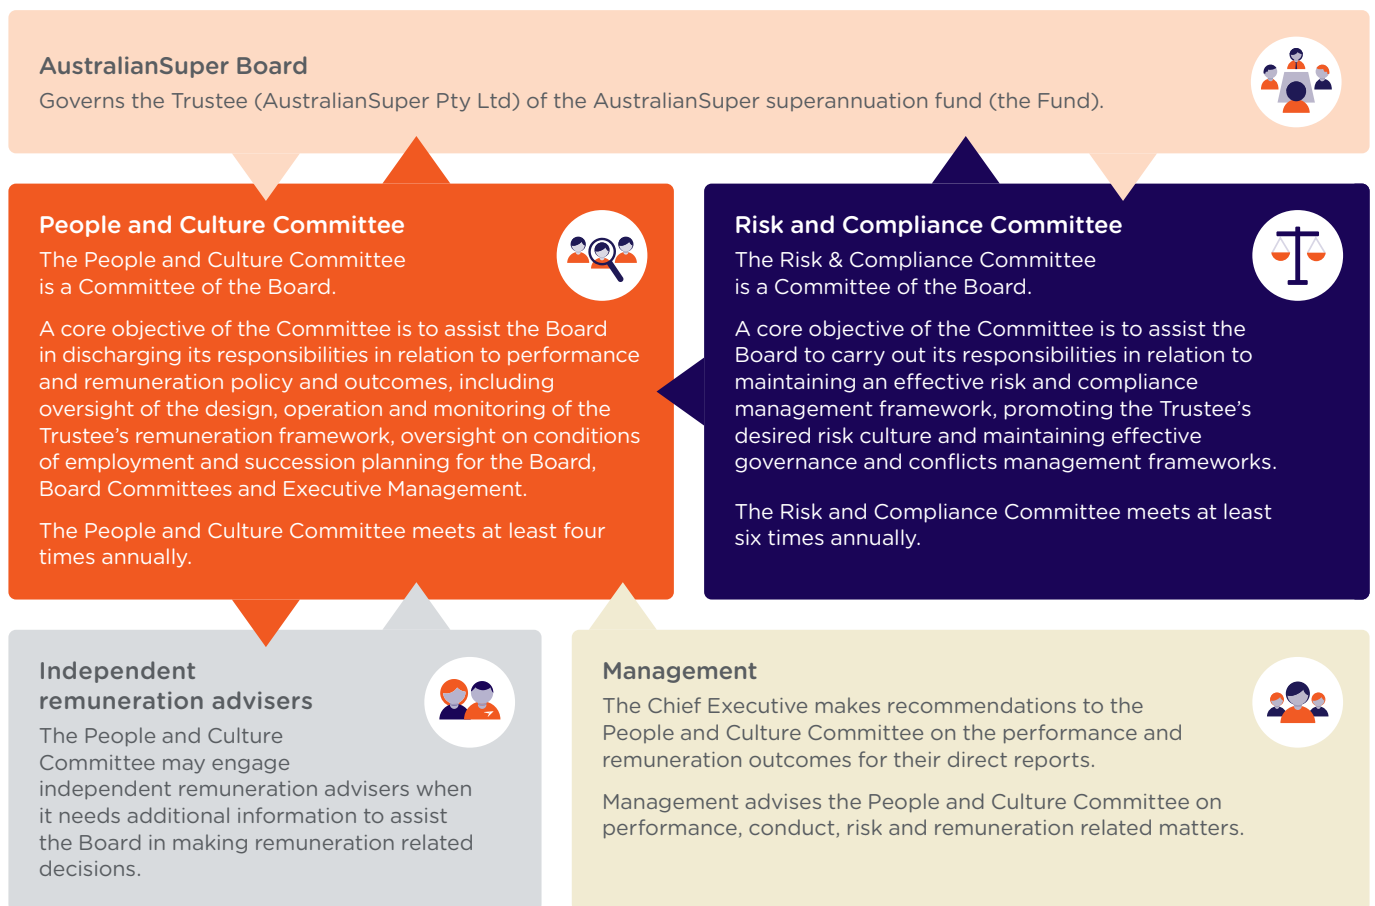 AustralianSuper Board
Governs the Trustee (AustralianSuper Pty Ltd) of the AustralianSuper superannuation fund (the Fund).
People and Culture Committee
The People and Culture Committee
is a Committee of the Board.
A core objective of the Committee is to assist the Board
in discharging its responsibilities in relation to performance
and remuneration policy and outcomes, including
oversight of the design, operation and monitoring of the
Trustee’s remuneration framework, oversight on conditions
of employment and succession planning for the Board,
Board Committees and Executive Management.
The People and Culture Committee meets at least four
times annually.
Risk and Compliance Committee
The Risk & Compliance Committee
is a Committee of the Board.
A core objective of the Committee is to assist the
Board to carry out its responsibilities in relation to
maintaining an effective risk and compliance
management framework, promoting the Trustee’s
desired risk culture and maintaining effective
governance and conflicts management frameworks.
The Risk and Compliance Committee meets at least
six times annually.
Independent
remuneration advisers
The People and Culture
Committee may engage
independent remuneration advisers when
it needs additional information to assist
the Board in making remuneration related
decisions.
Management
The Chief Executive makes recommendations to the
People and Culture Committee on the performance and
remuneration outcomes for their direct reports.
Management advises the People and Culture Committee on
performance, conduct, risk and remuneration related matters.